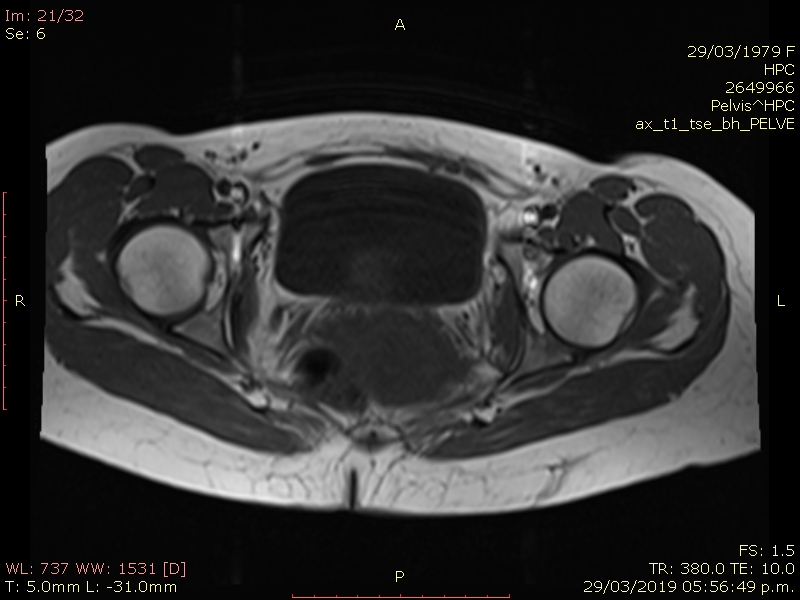 Im: 21/32
Se: 6
A
29/03/1979 F
HPC
2649966
Pelvis^HPC
ax_t1_tse_bh_PELVE
R
L
WL: 737 WW: 1531 [D]
T: 5.0mm L: -31.0mm
P
FS: 1.5
TR: 380.0 TE: 10.0
29/03/2019 05:56:49 p.m.